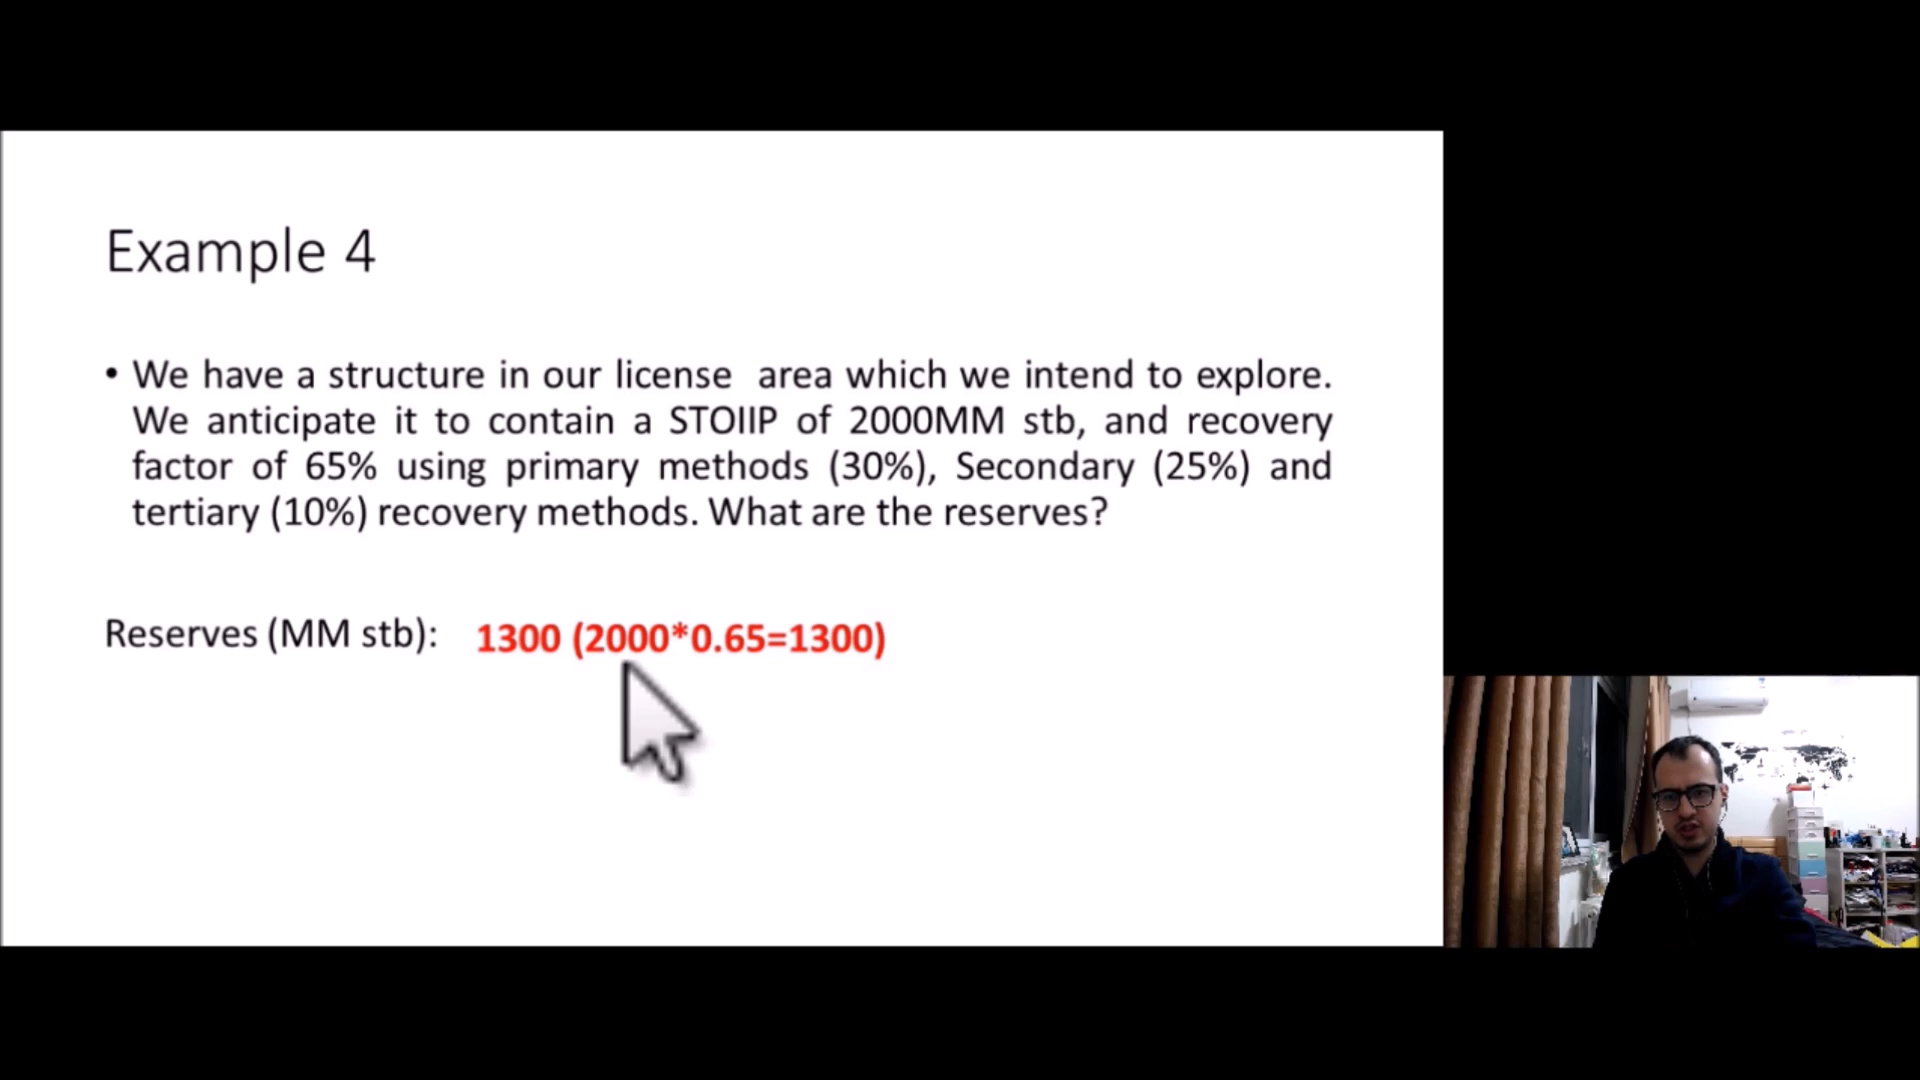 Example 4
• We have a structure in our license area which we intend to explore.
We anticipate it to contain a STOIIP of 2000MM stb, and recovery
factor of 65% using primary methods (30%), Secondary (25%) and
tertiary (10%) recovery methods. What are the reserves?
Reserves (MM stb): 1300 (2000*0.65=1300)